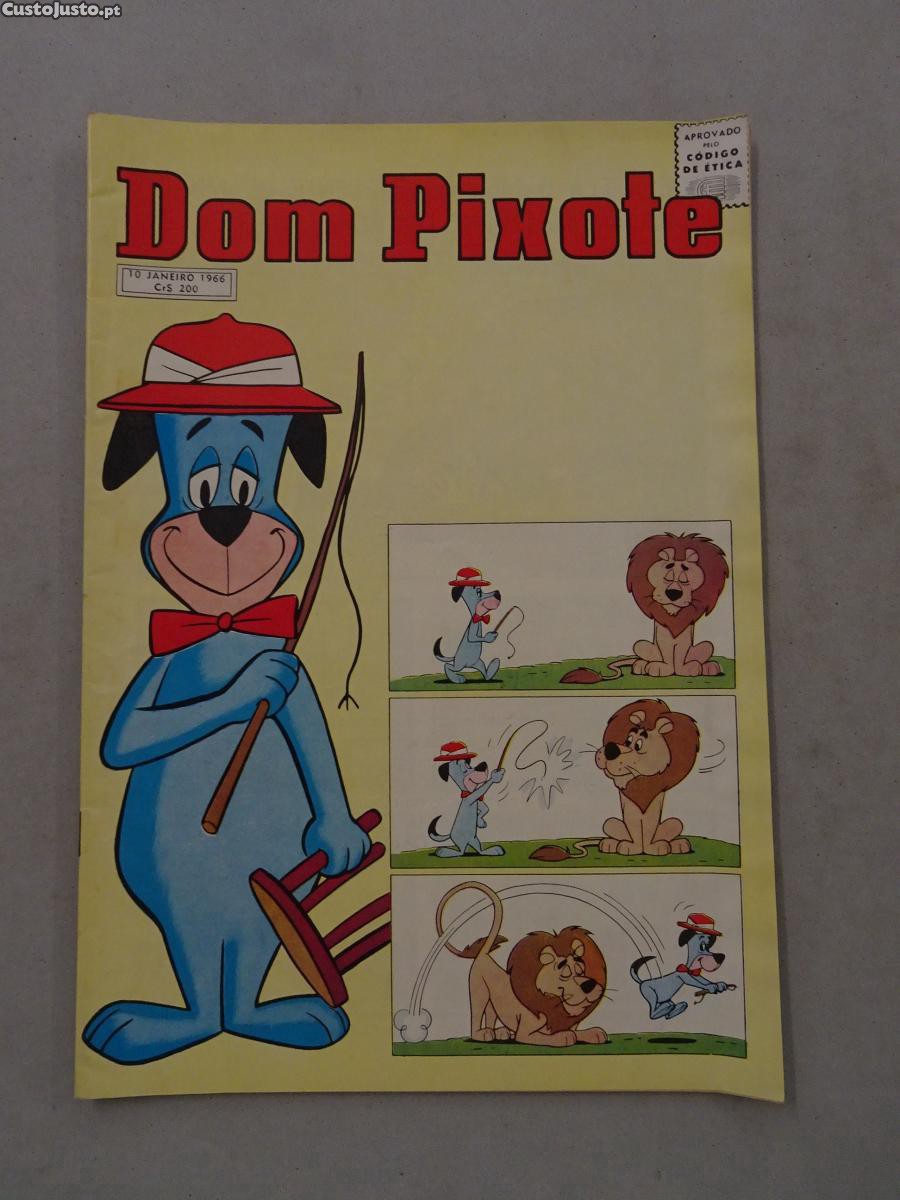 CustoJusto.pt
APROVADO
PELO
CÓDIGO
DE ÉTICA
Dom Pixote
10 JANEIRO 1966
Cr$ 200